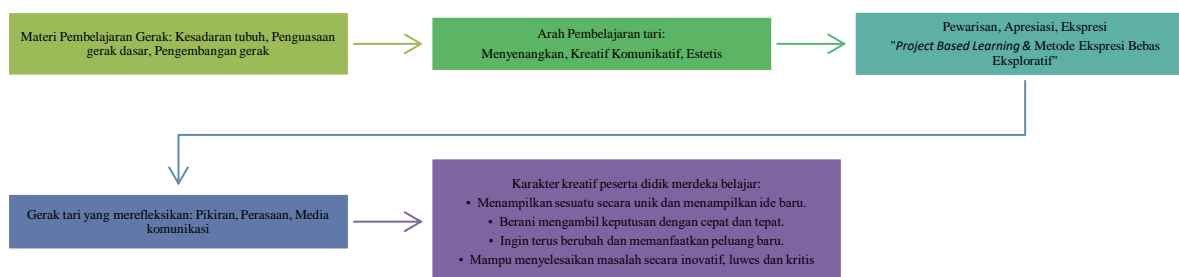 Materi Pembelajaran Gerak: Kesadaran tubuh, Penguasaan
gerak dasar, Pengembangan gerak
Arah Pembelajaran tari:
Menyenangkan, Kreatif Komunikatif, Estetis
Pewarisan, Apresiasi, Ekspresi
"Project Based Learning & Metode Ekspresi Bebas
Eksploratif"
Gerak tari yang merefleksikan: Pikiran, Perasaan, Media
komunikasi
Karakter kreatif peserta didik merdeka belajar:
• Menampilkan sesuatu secara unik dan menampilkan ide baru.
• Berani mengambil keputusan dengan cepat dan tepat.
• Ingin terus berubah dan memanfaatkan peluang baru.
• Mampu menyelesaikan masalah secara inovatif, luwes dan kritis